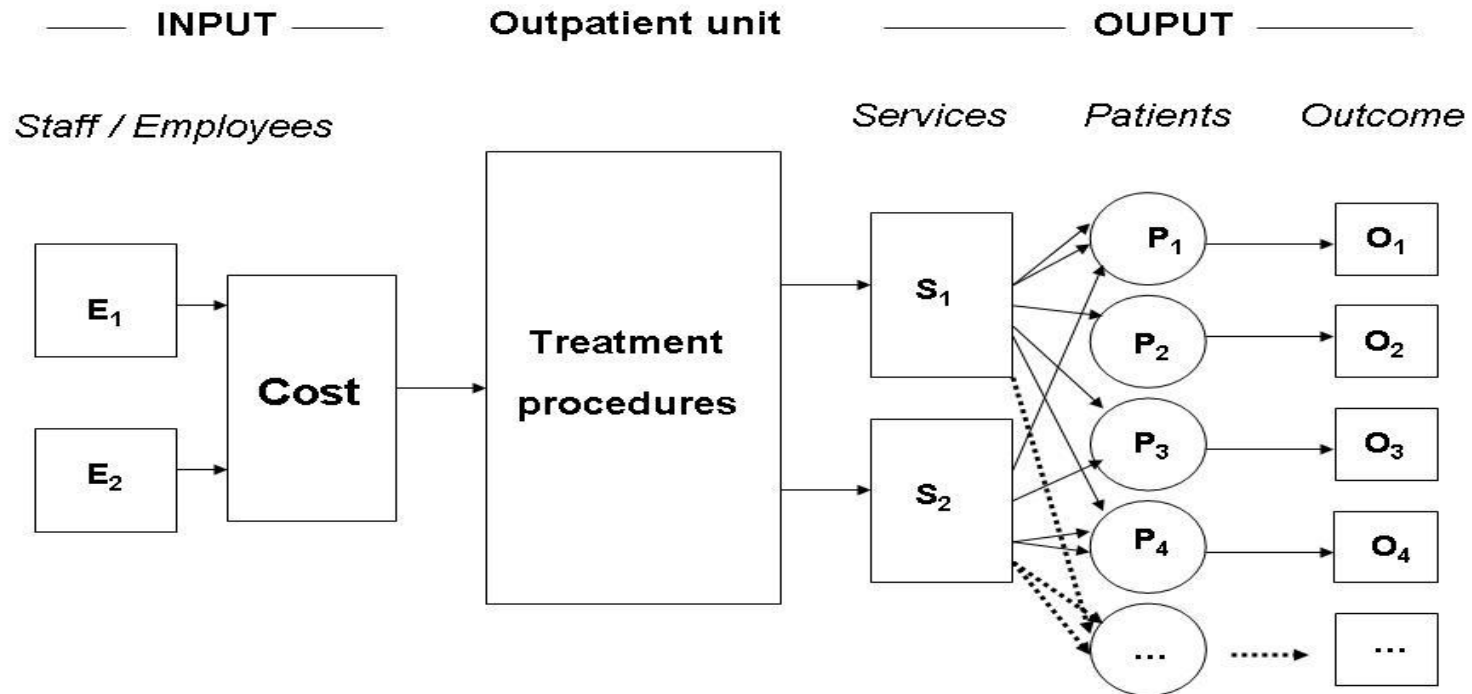 INPUT
Outpatient unit
OUPUT
Staff / Employees
Services
Patients
Outcome
E1
E2
Cost
Treatment
procedures
S1
S2
P1
P2
P3
P4
...
O1
O2
O3
O4
...